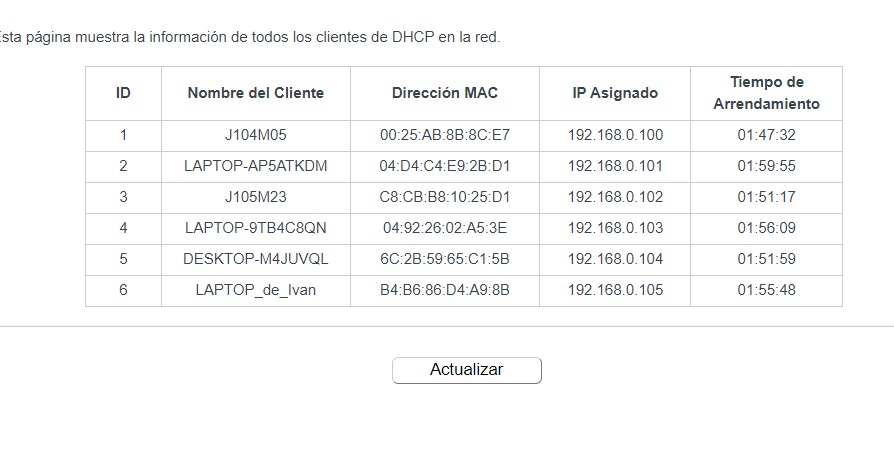 Esta página muestra la información de todos los clientes de DHCP en la red.
ID Nombre del Cliente Dirección MAC IP Asignado Tiempo de Arrendamiento
1 J104M05 00:25:AB:8B:8C:E7 192.168.0.100 01:47:32
2 LAPTOP-AP5ATKDM 04:D4:C4:E9:2B:D1 192.168.0.101 01:59:55
3 J105M23 C8:CB:B8:10:25:D1 192.168.0.102 01:51:17
4 LAPTOP-9TB4C8QN 04:92:26:02:A5:3E 192.168.0.103 01:56:09
5 DESKTOP-M4JUVQL 6C:2B:59:65:C1:5B 192.168.0.104 01:51:59
6 LAPTOP_de_Ivan B4:B6:86:D4:A9:8B 192.168.0.105 01:55:48
Actualizar